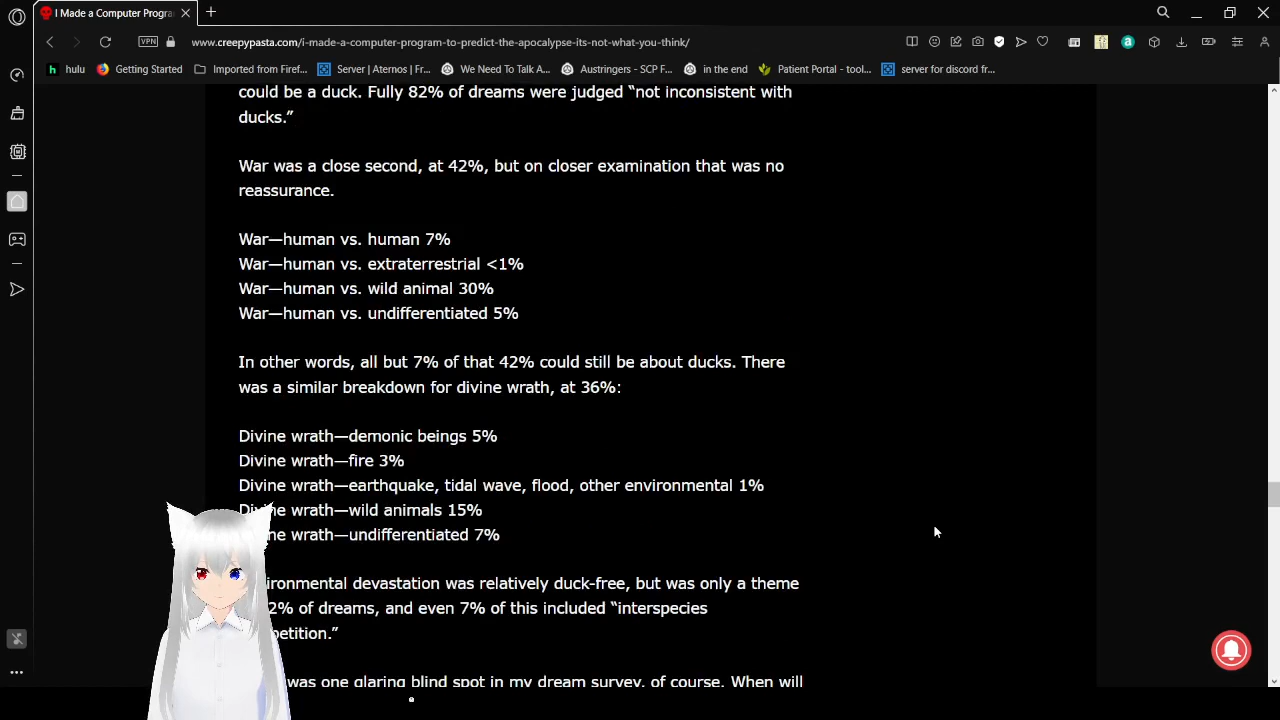 I Made a Computer Progra
VPN
www.creepypasta.com/i-made-a-computer-program-to-predict-the-apocalypse-its-not-what-you-think/
hulu
Getting Started
Imported from Firef...
Server | Aternos | Fr...
We Need To Talk A...
Austringers - SCP F...
in the end
Patient Portal - tool...
server for discord fr...
could be a duck. Fully 82% of dreams were judged “not inconsistent with
ducks.”
War was a close second, at 42%, but on closer examination that was no
reassurance.
War—human vs. human 7%
War—human vs. extraterrestrial <1%
War—human vs. wild animal 30%
War—human vs. undifferentiated 5%
In other words, all but 7% of that 42% could still be about ducks. There
was a similar breakdown for divine wrath, at 36%:
Divine wrath—demonic beings 5%
Divine wrath—fire 3%
Divine wrath—earthquake, tidal wave, flood, other environmental 1%
wrath—wild animals 15%
wrath—undifferentiated 7%
devastation was relatively duck-free, but was only a theme
of dreams, and even 7% of this included “interspecies
was one glaring blind spot in my dream survey, of course. When will